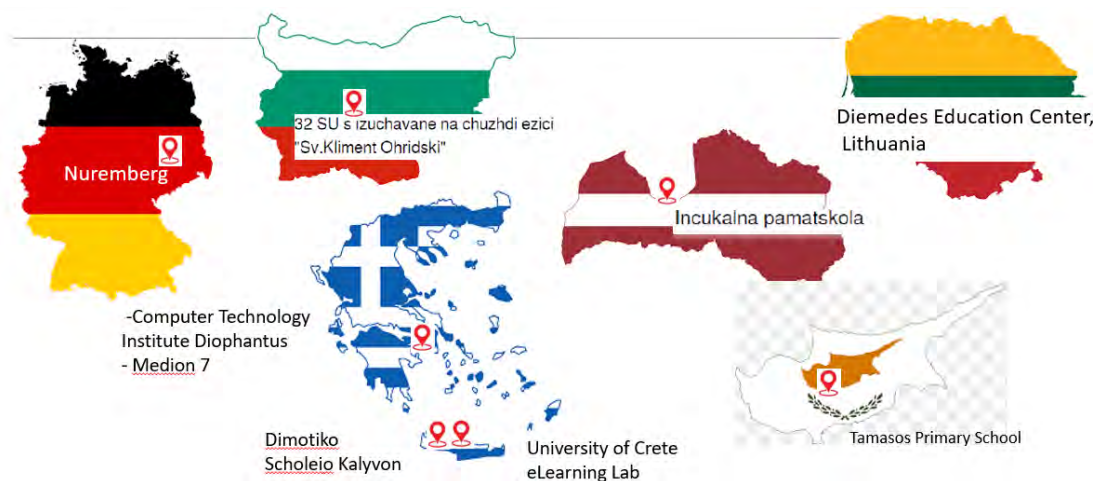 Nuremberg
32 SU s izuchavane na chuzhdi ezici
"Sv.Kliment Ohridski"
Diemedes Education Center,
Lithuania
Incukalna pamatskola
-Computer Technology
Institute Diophantus
- Medion 7
Dimotiko
Scholeio Kalyvon
University of Crete
eLearning Lab
Tamasos Primary School